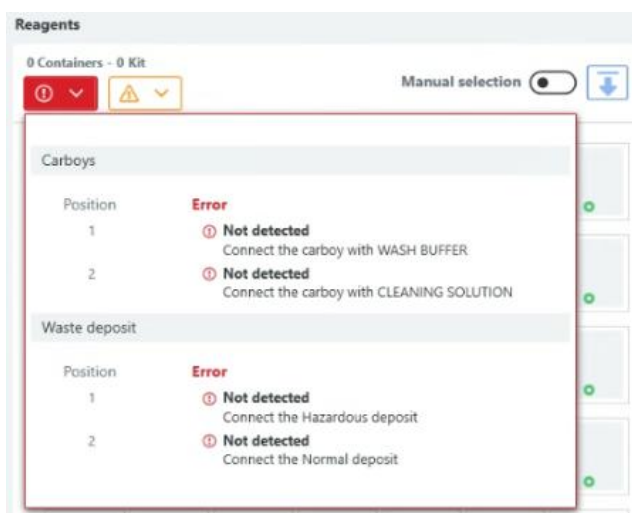 Reagents
0 Containers - 0 Kit
Manual selection
Carboys
Position Error
1 Not detected
Connect the carboy with WASH BUFFER
2 Not detected
Connect the carboy with CLEANING SOLUTION
Waste deposit
Position Error
1 Not detected
Connect the Hazardous deposit
2 Not detected
Connect the Normal deposit